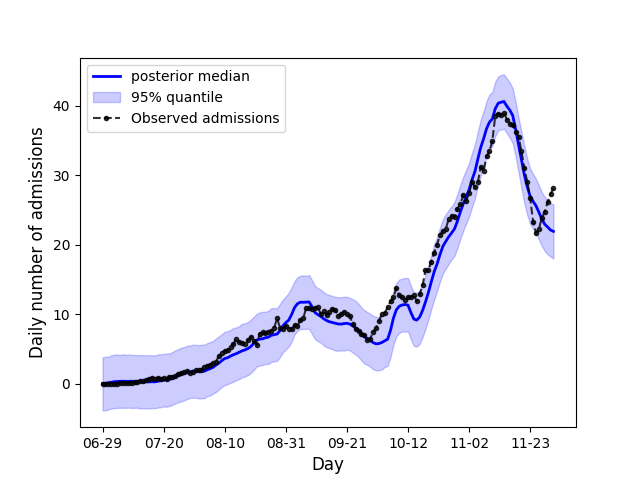 posterior median
95% quantile
Observed admissions
Daily number of admissions
40
30
20
10
0
06-29 07-20 08-10 08-31 09-21 10-12 11-02 11-23
Day